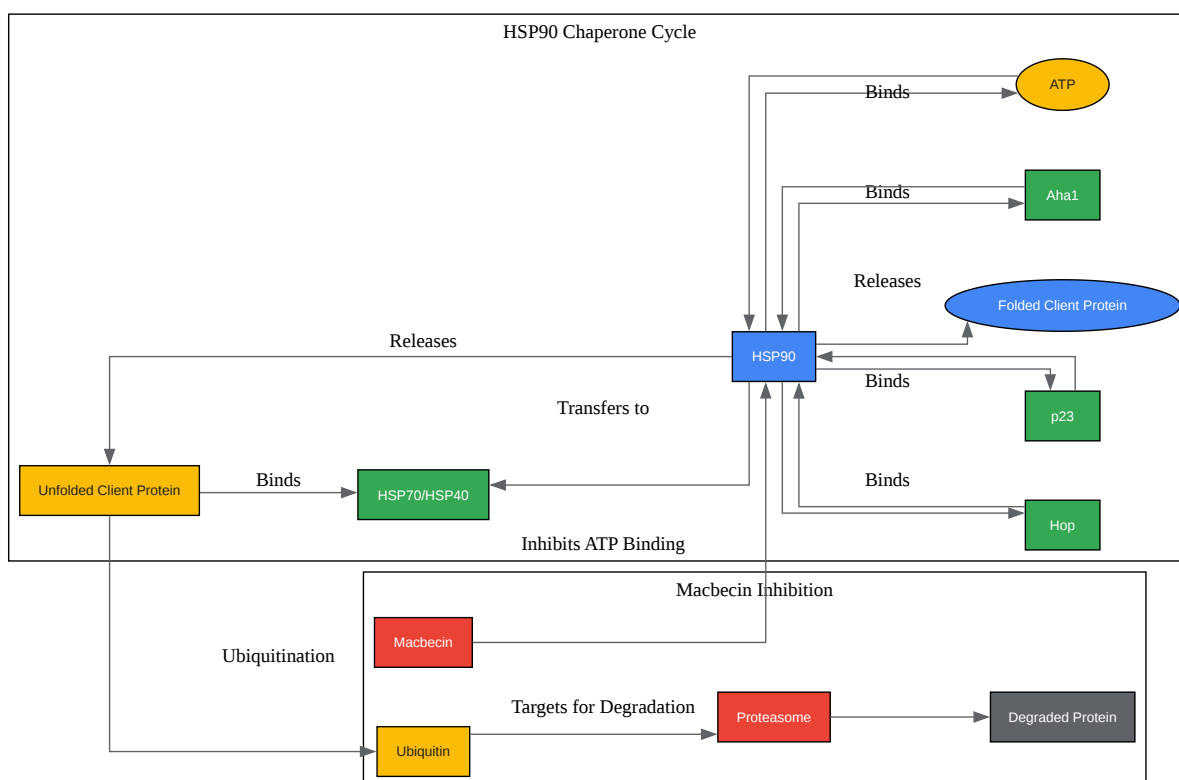 HSP90 Chaperone Cycle
ATP
Binds
Aha1
Binds
Releases
Folded Client Protein
Releases
HSP90
Binds
Transfers to
p23
Unfolded Client Protein
Binds
HSP70/HSP40
Binds
Hop
Inhibits ATP Binding
Macbecin Inhibition
Macbecin
Ubiquitination
Targets for Degradation
Proteasome
Degraded Protein
Ubiquitin